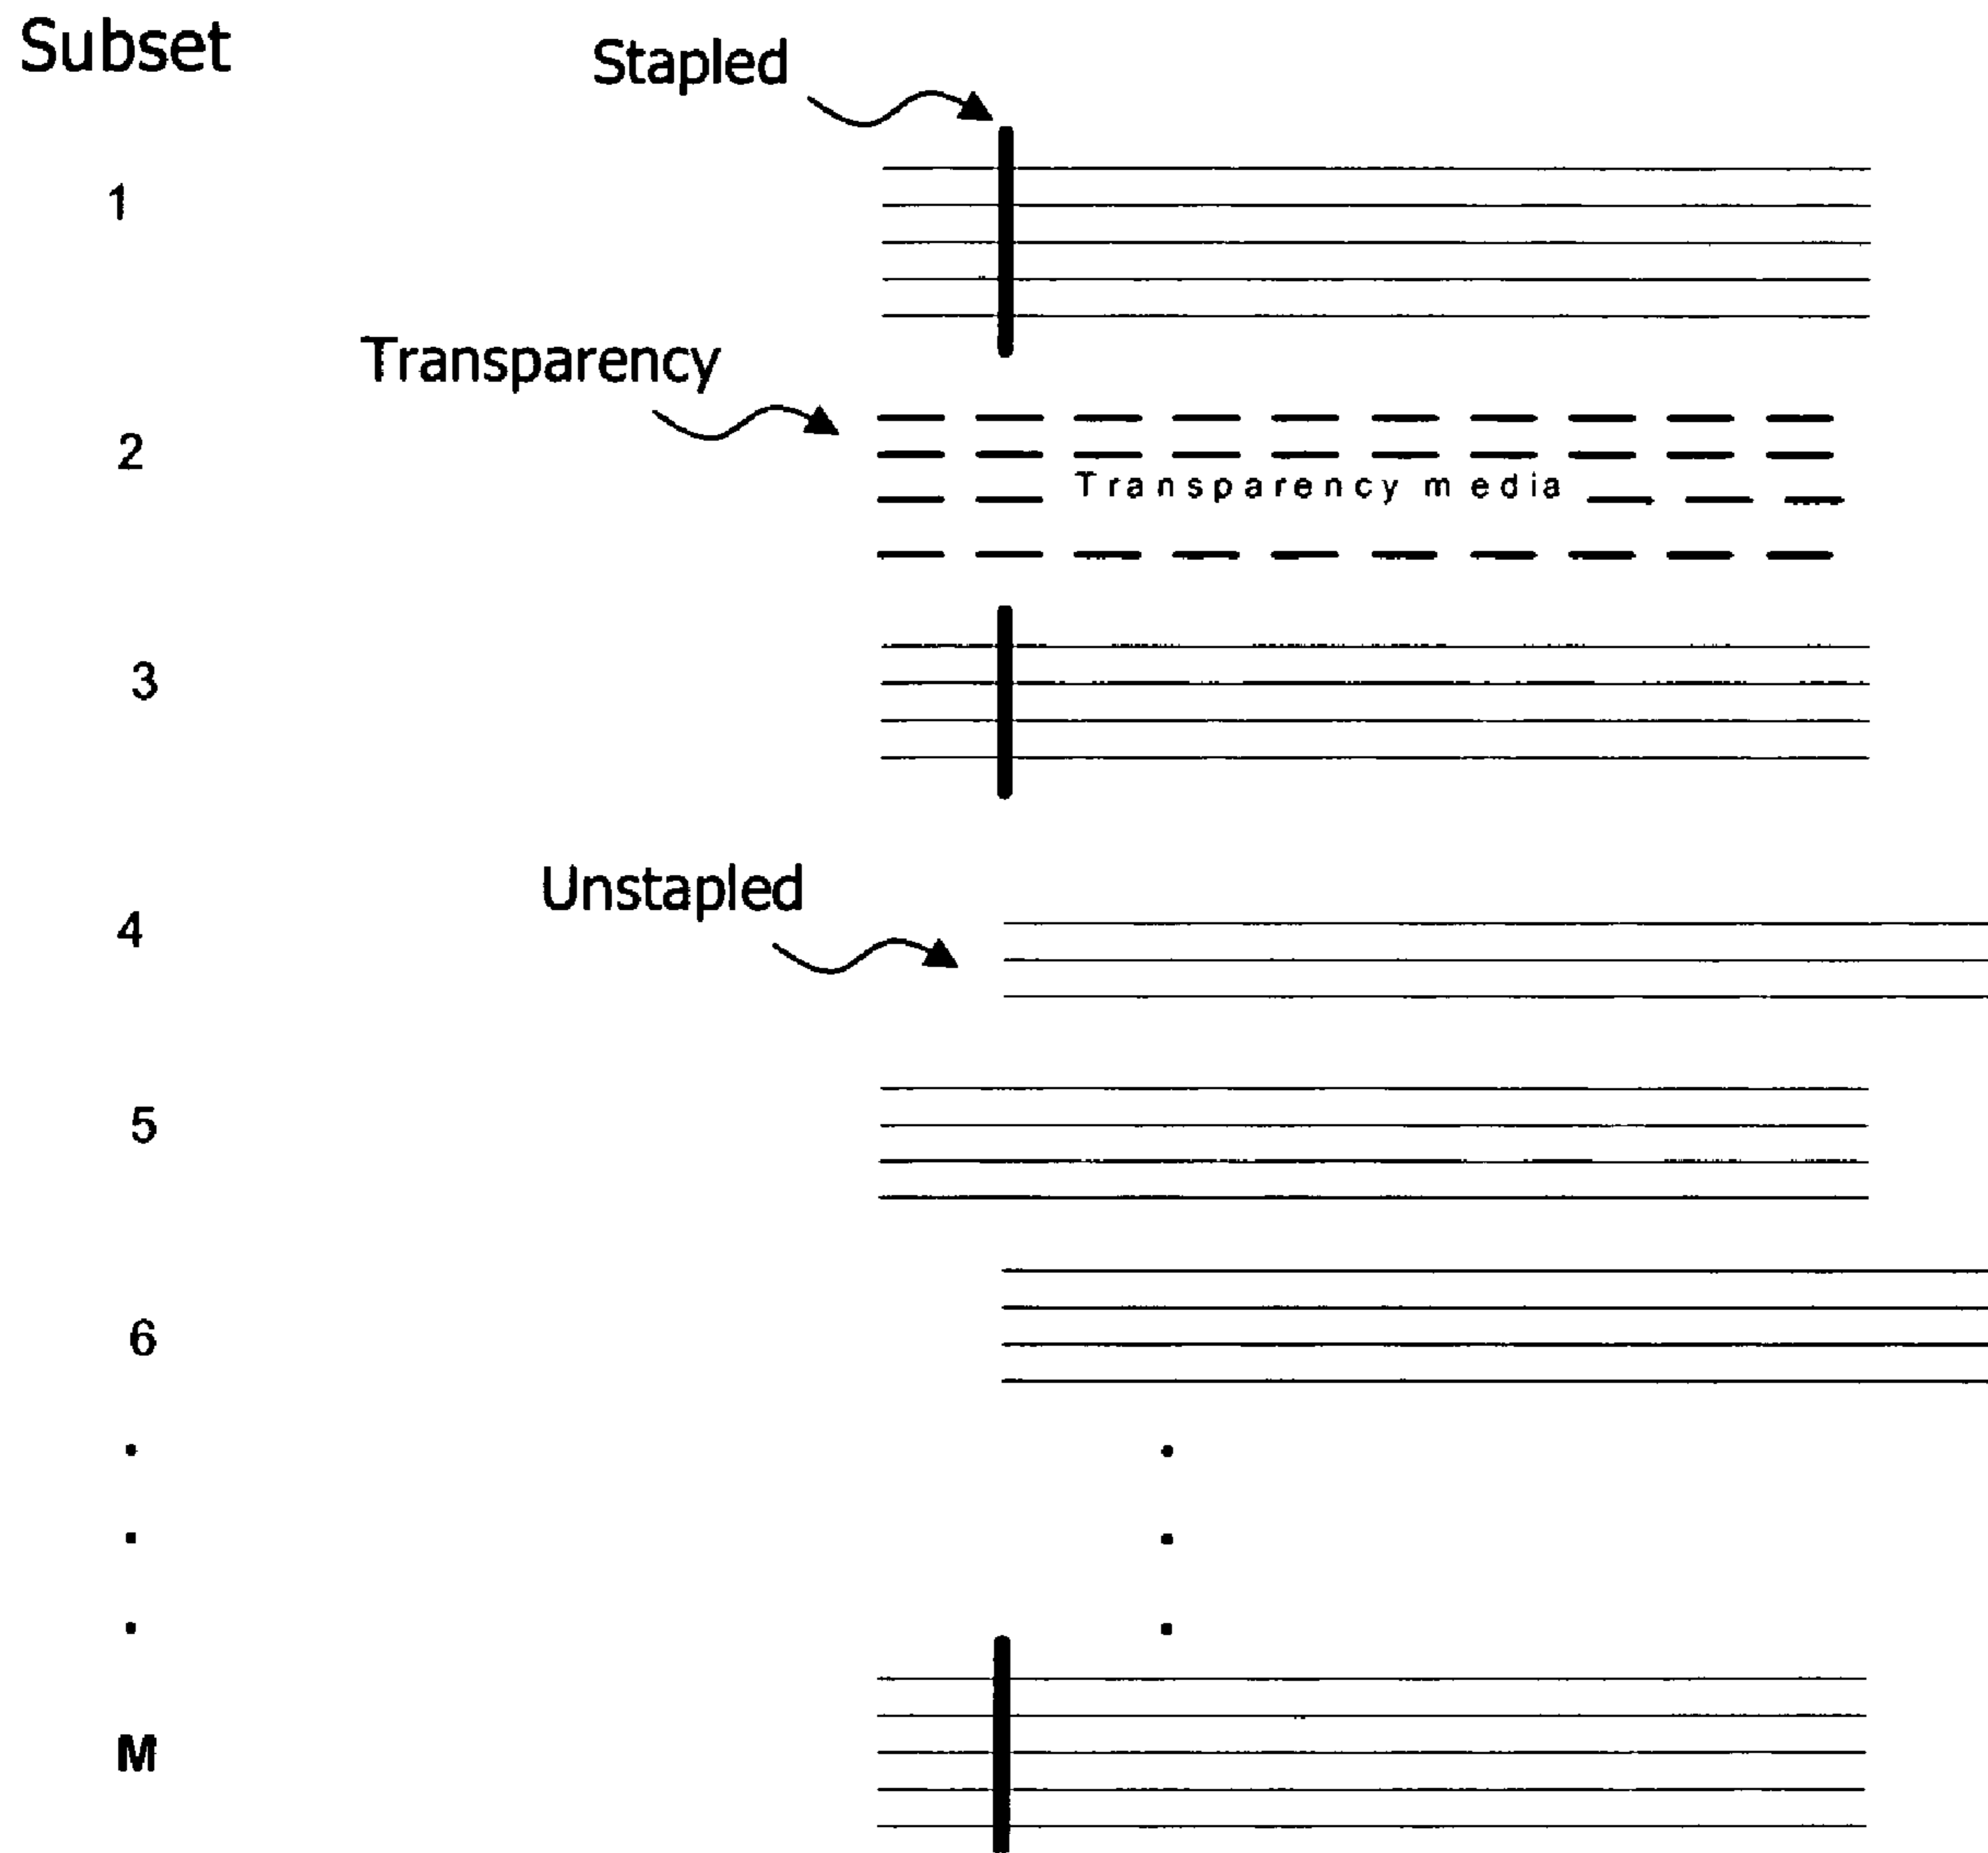 Subset
Stapled
1
Transparency
2
Transparency media
3
Unstapled
4
5
6
M